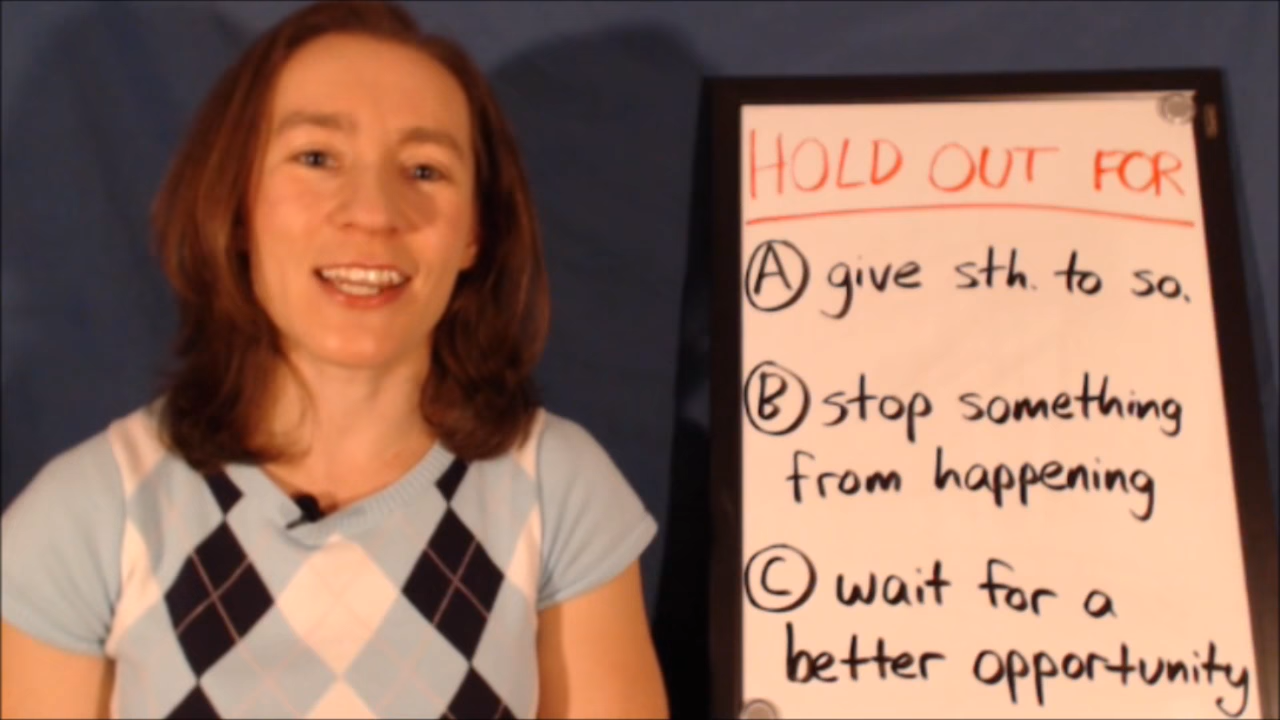 HOLD OUT FOR
A give sth. to so.
B stop something
from happening
C wait for a
better opportunity